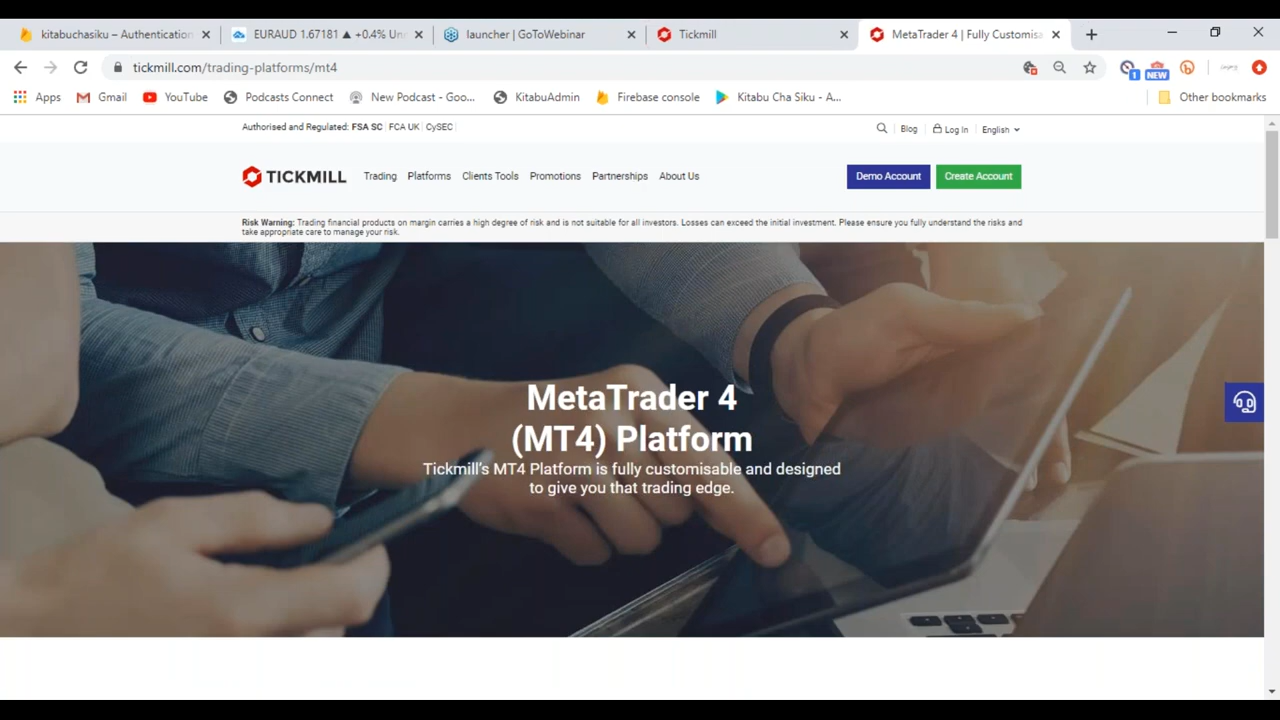 kitabuchasiku – Authentication
EURAUD 1.67181 ▲ +0.4% Un
launcher | GoToWebinar
Tickmill
MetaTrader 4 | Fully Customisa
tickmill.com/trading-platforms/mt4
1
NEW
Apps
Gmail
YouTube
Podcasts Connect
New Podcast - Goo...
KitabuAdmin
Firebase console
Kitabu Cha Siku - A...
Other bookmarks
Authorised and Regulated: FSA SC FCA UK CySEC
Blog
Log In
English
TICKMILL
Trading
Platforms
Clients Tools
Promotions
Partnerships
About Us
Demo Account
Create Account
Risk Warning: Trading financial products on margin carries a high degree of risk and is not suitable for all investors. Losses can exceed the initial investment. Please ensure you fully understand the risks and
take appropriate care to manage your risk.
MetaTrader 4
(MT4) Platform
Tickmill's MT4 Platform is fully customisable and designed
to give you that trading edge.